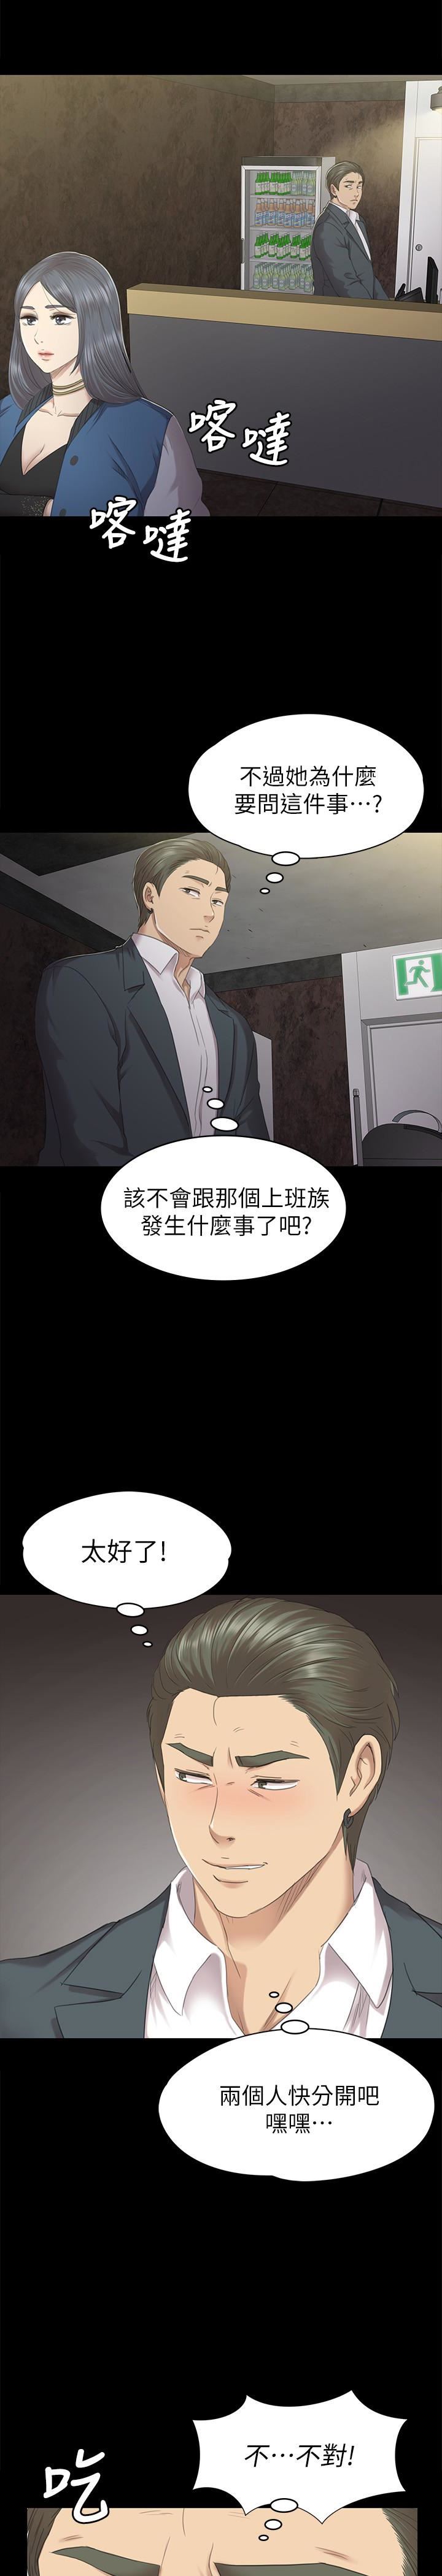 喀噠
喀噠
不過她為什麼
要問這件事…?
該不會跟那個上班族
發生什麼事了吧?
太好了!
兩個人快分開吧
嘿嘿…
不…不對!
吃